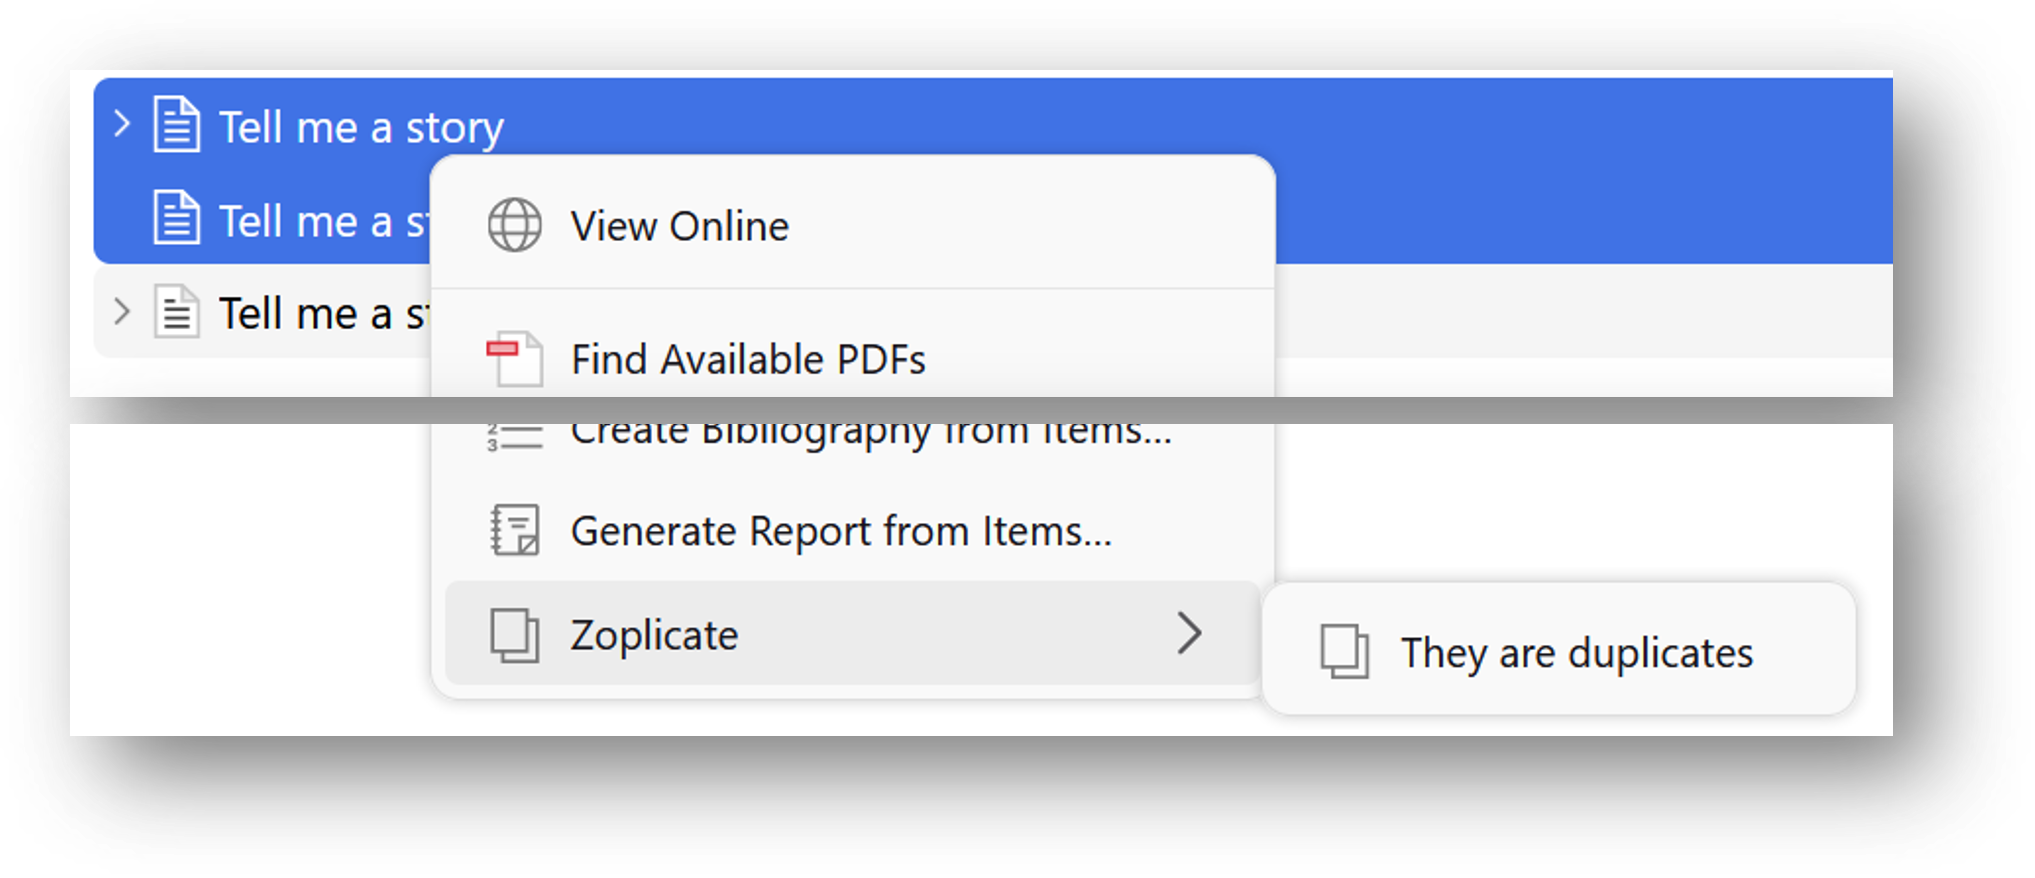 Tell me a story
Tell me a
View Online
Tell me a
Find Available PDFs
Create Bibliography from Items...
Generate Report from Items...
Zoplicate
They are duplicates